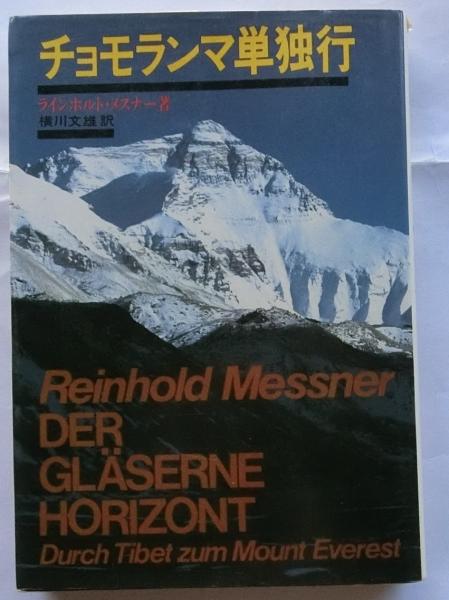 チョモランマ単独行
ラインホルト・メスナー著
横川文雄訳
Reinhold Messner
DER
GLÄSERNE
HORIZONT
Durch Tibet zum Mount Everest